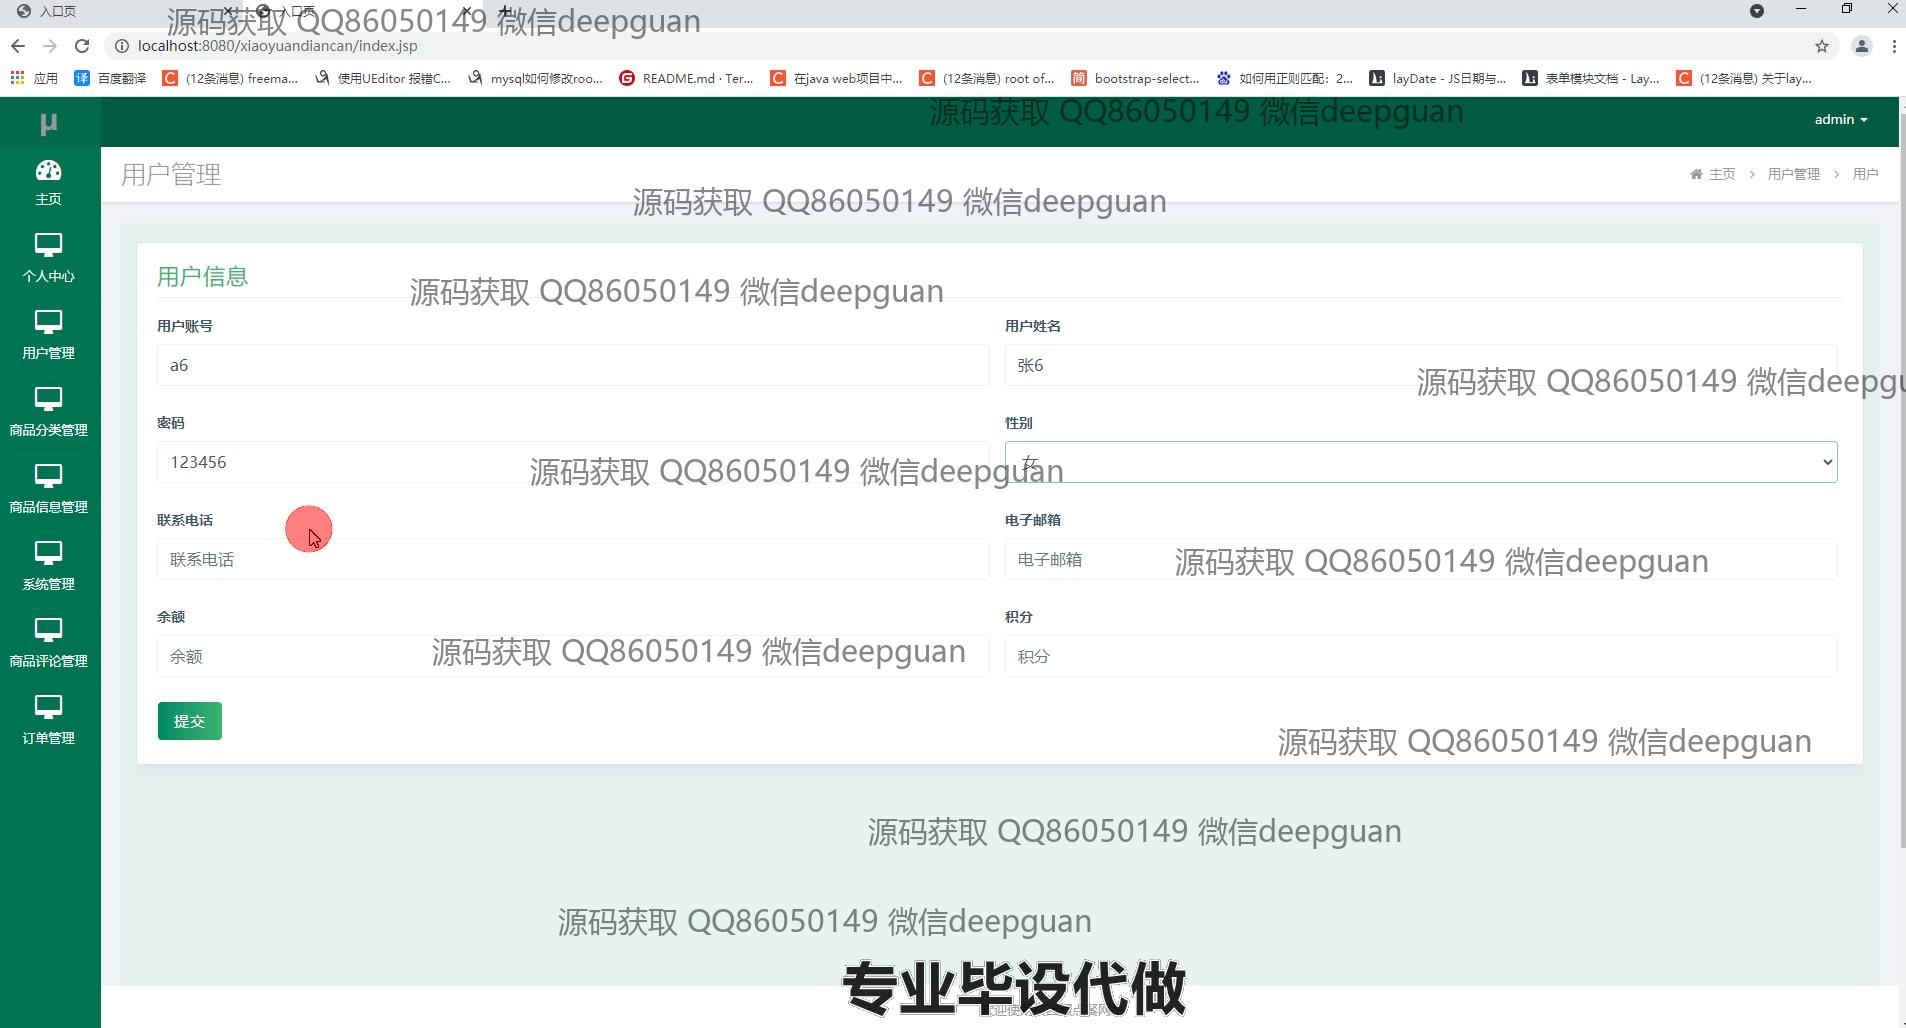 入口页
入口页
源码获取 QQ86050149 微信deepguan
localhost:8080/xiaoyuandiancan/index.jsp
应用
百度翻译
(12条消息) freema...
使用UEditor 报错C...
mysql如何修改roo...
README.md · Ter...
在java web项目中...
(12条消息) root of...
bootstrap-select...
如何用正则匹配：2...
layDate - JS日期与...
表单模块文档 - Lay...
(12条消息) 关于lay...
源码获取 QQ86050149 微信deepguan
μ
admin
主页
个人中心
用户管理
商品分类管理
商品信息管理
系统管理
商品评论管理
订单管理
用户管理
主页 > 用户管理 > 用户
源码获取 QQ86050149 微信deepguan
用户信息
源码获取 QQ86050149 微信deepguan
用户账号
a6
用户姓名
张6
源码获取 QQ86050149 微信deepgu
密码
123456
性别
女
源码获取 QQ86050149 微信deepguan
联系电话
联系电话
电子邮箱
电子邮箱
源码获取 QQ86050149 微信deepguan
余额
余额
积分
积分
源码获取 QQ86050149 微信deepguan
提交
源码获取 QQ86050149 微信deepguan
源码获取 QQ86050149 微信deepguan
源码获取 QQ86050149 微信deepguan
专业毕设代做